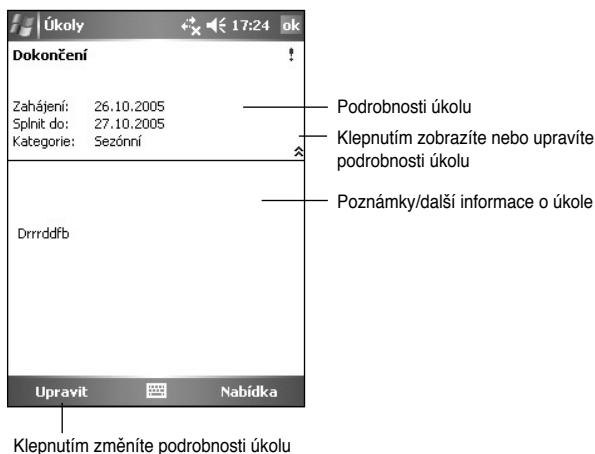 Úkoly 17:24 ok
Dokončení
Zahájení: 26.10.2005
Splnit do: 27.10.2005
Kategorie: Sezónní
Drrrddfb
Upravit Nabídka
Podrobnosti úkolu
Klepnutím zobrazíte nebo upravíte
podrobnosti úkolu
Poznámky/další informace o úkole
Klepnutím změníte podrobnosti úkolu